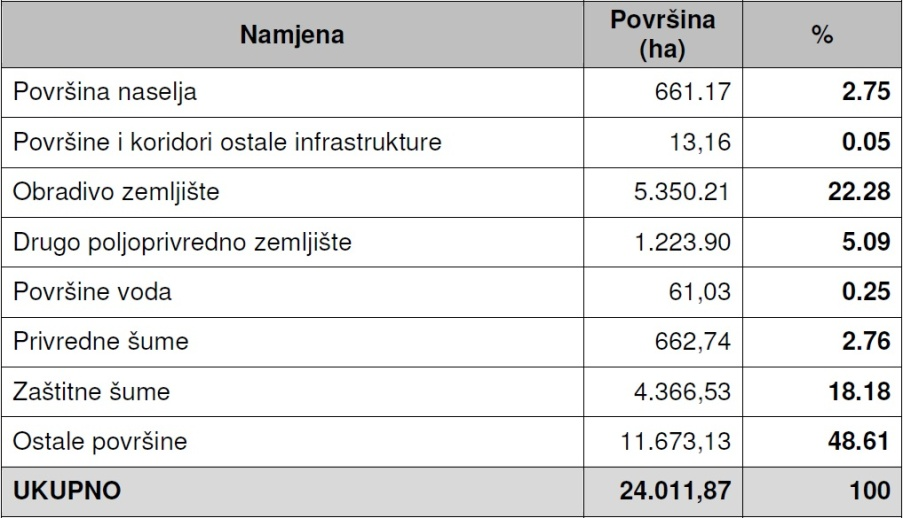 Namjena Površina (ha) %
Površina naselja 661.17 2.75
Površine i koridori ostale infrastrukture 13,16 0.05
Obradivo zemljište 5.350.21 22.28
Drugo poljoprivredno zemljište 1.223.90 5.09
Površine voda 61,03 0.25
Privredne šume 662,74 2.76
Zaštitne šume 4.366,53 18.18
Ostale površine 11.673,13 48.61
UKUPNO 24.011,87 100